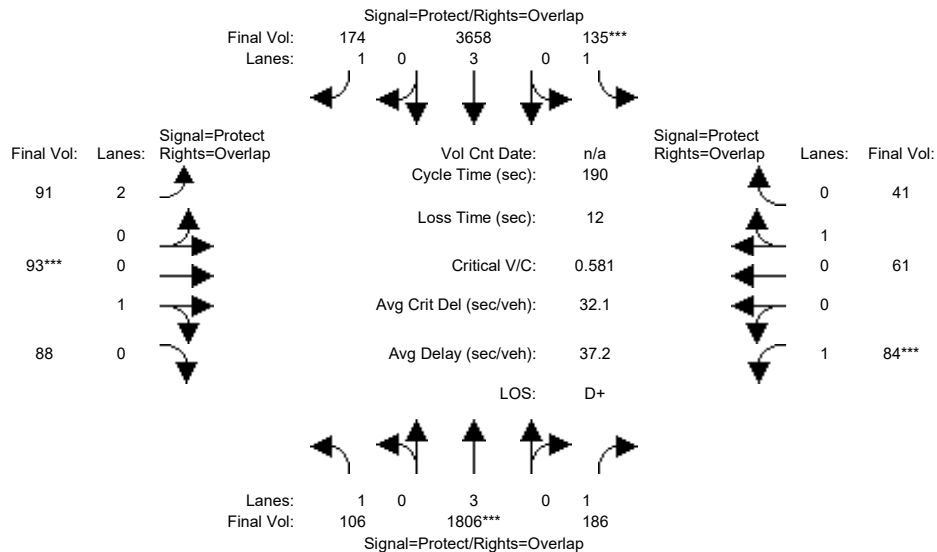 Signal=Protect/Rights=Overlap
Final Vol: 174 3658 135***
Lanes: 1 0 3 0 1
Signal=Protect Signal=Protect
Final Vol: Lanes: Rights=Overlap Vol Cnt Date: n/a Rights=Overlap Lanes: Final Vol:
Cycle Time (sec): 190
91 2 0 41
Loss Time (sec): 12
0 1
93*** 0 Critical V/C: 0.581 0 61
1 Avg Crit Del (sec/veh): 32.1 0
88 0 Avg Delay (sec/veh): 37.2 1 84***
LOS: D+
Lanes: 1 0 3 0 1
Final Vol: 106 1806*** 186
Signal=Protect/Rights=Overlap